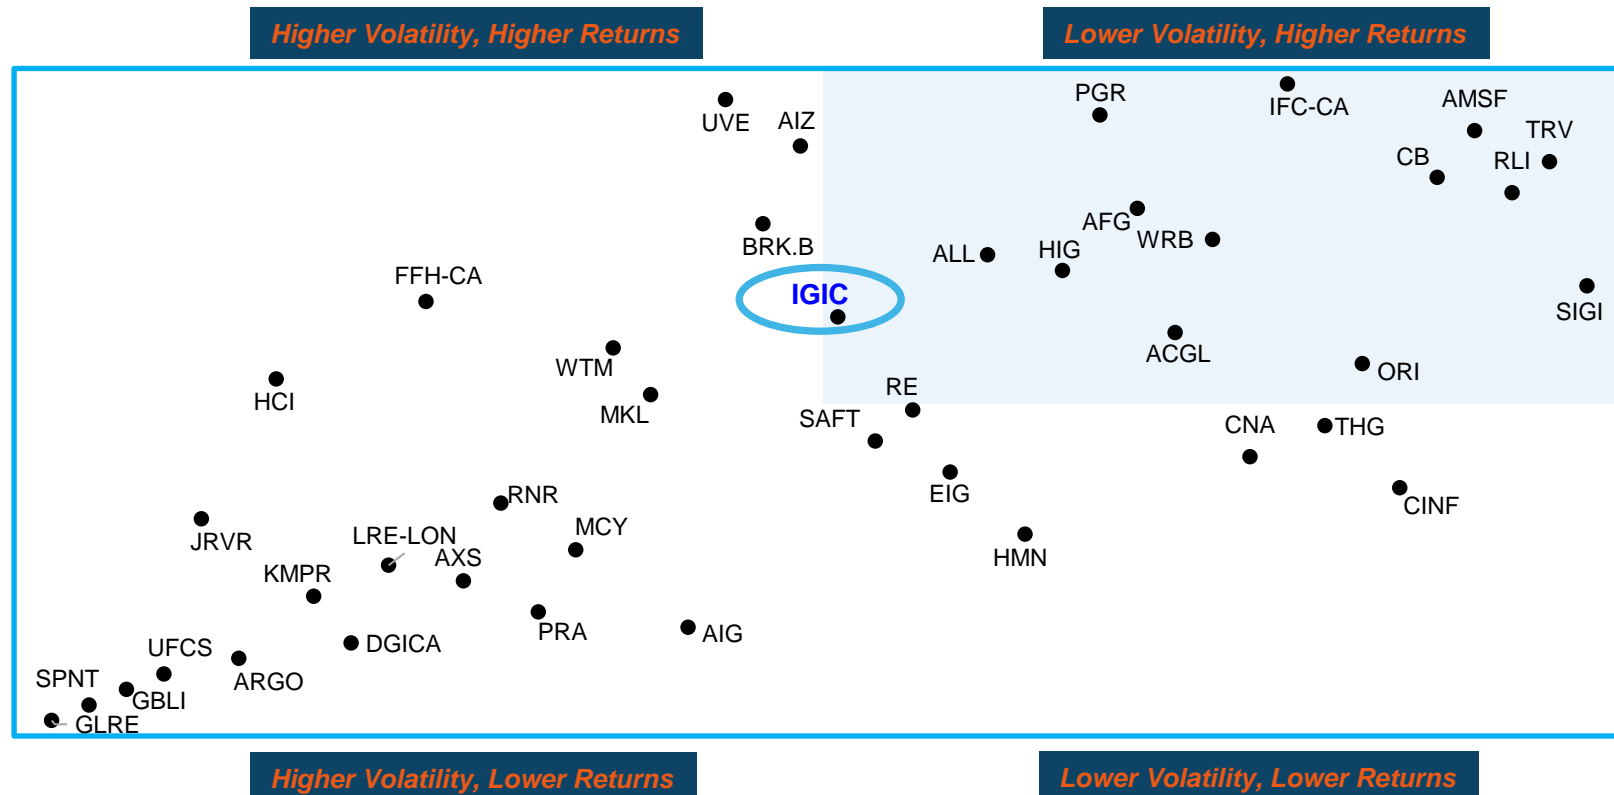 Higher Volatility, Higher Returns
Lower Volatility, Higher Returns
PGR
IFC-CA
AMSF
UVE
AIZ
TRV
CB
RLI
AFG
WRB
BRK.B
ALL
HIG
FFH-CA
IGIC
SIGI
WTM
ACGL
ORI
HCI
MKL
RE
SAFT
CNA
THG
EIG
RNR
CINF
JRVR
LRE-LON
MCY
HMN
AXS
KMPR
PRA
AIG
UFCS
DGICA
SPNT
ARGO
GBLI
GLRE
Higher Volatility, Lower Returns
Lower Volatility, Lower Returns